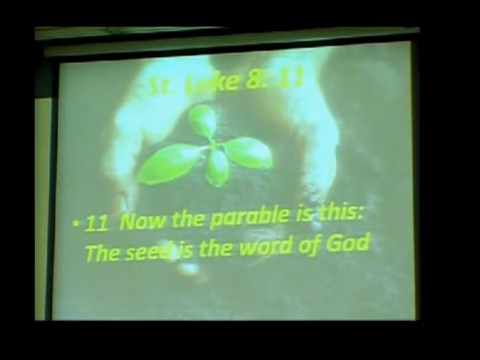 St. Luke 8: 11
• 11 Now the parable is this:
The seed is the word of God